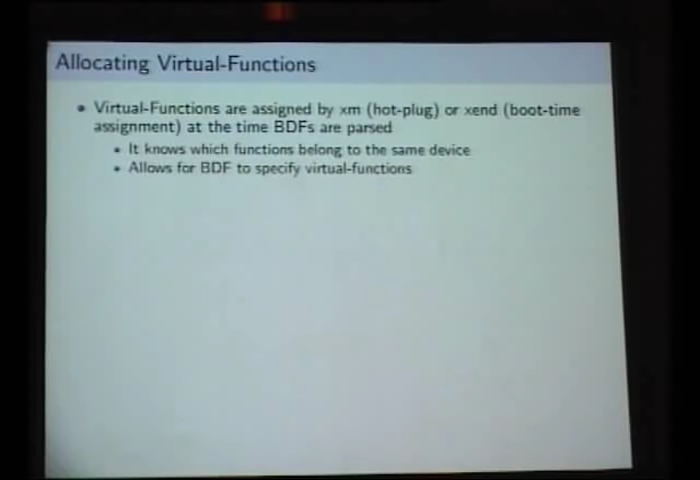 Allocating Virtual-Functions
• Virtual-Functions are assigned by xm (hot-plug) or xend (boot-time
assignment) at the time BDFs are parsed
• It knows which functions belong to the same device
• Allows for BDF to specify virtual-functions